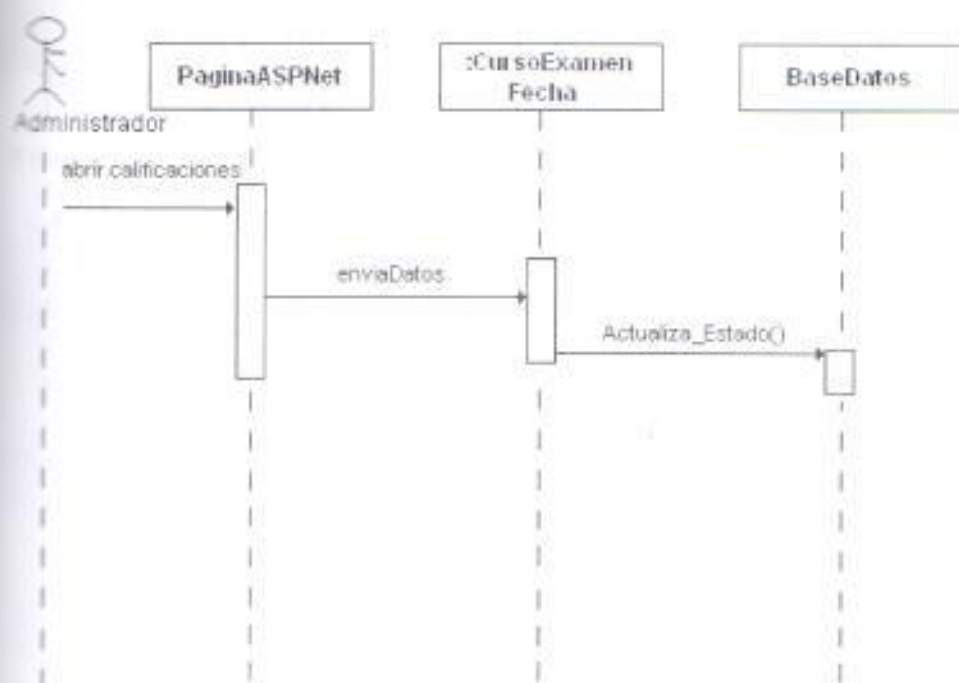 PaginaASPNet
:CursoExamen
Fecha
BaseDatos
Administrador
abrir calificaciones
enviaDatos
Actualiza_Estado()